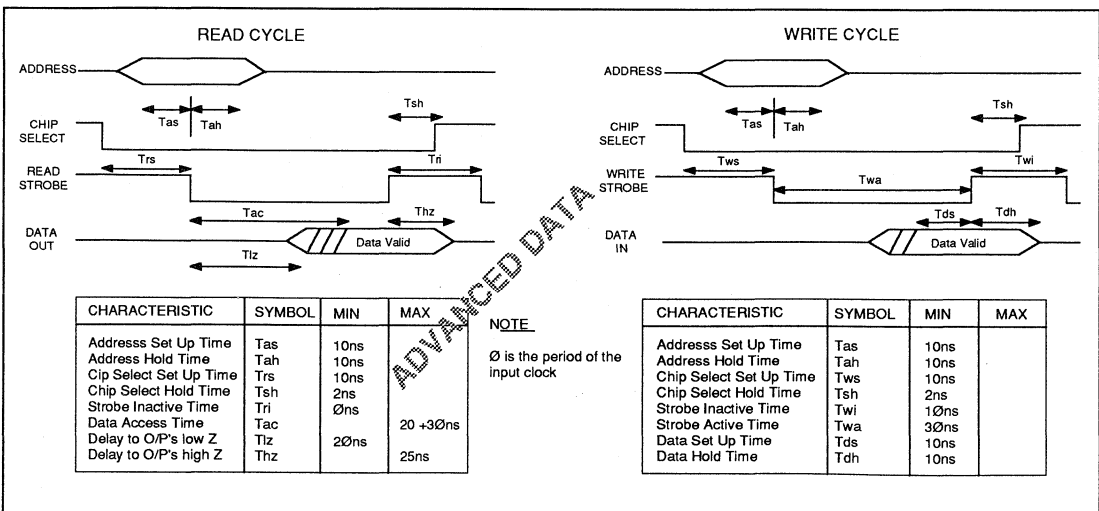 READ CYCLE
ADDRESS
Tas
Tah
Tsh
CHIP
SELECT
Trs
Tri
READ
STROBE
Tac
Thz
DATA
OUT
Data Valid
Tlz
CHARACTERISTIC SYMBOL MIN MAX
Addresss Set Up Time Tas 10ns
Address Hold Time Tah 10ns
Cip Select Set Up Time Trs 10ns
Chip Select Hold Time Tsh 2ns
Strobe Inactive Time Tri Øns
Data Access Time Tac 20 +3Øns
Delay to O/P's low Z Tlz 2Øns
Delay to O/P's high Z Thz 25ns
ADVANCED DATA
NOTE
Ø is the period of the
input clock
WRITE CYCLE
ADDRESS
Tas
Tah
Tsh
CHIP
SELECT
Tws
Twi
WRITE
STROBE
Twa
Tds
Tdh
DATA
IN
Data Valid
CHARACTERISTIC SYMBOL MIN MAX
Addresss Set Up Time Tas 10ns
Address Hold Time Tah 10ns
Chip Select Set Up Time Tws 10ns
Chip Select Hold Time Tsh 2ns
Strobe Inactive Time Twi 1Øns
Strobe Active Time Twa 3Øns
Data Set Up Time Tds 10ns
Data Hold Time Tdh 10ns